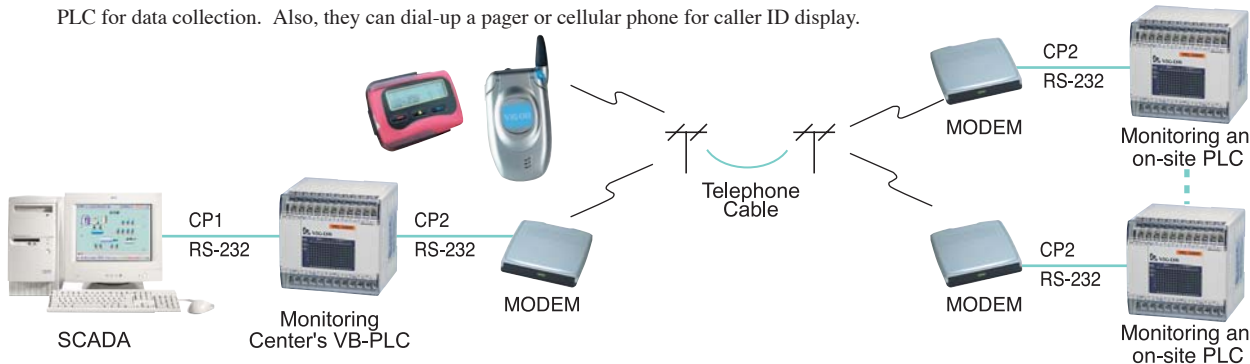 PLC for data collection. Also, they can dial-up a pager or cellular phone for caller ID display.
CP2
RS-232
MODEM
Monitoring an
on-site PLC
Telephone
Cable
CP1
RS-232
CP2
RS-232
MODEM
SCADA
Monitoring
Center's VB-PLC
CP2
RS-232
MODEM
Monitoring an
on-site PLC